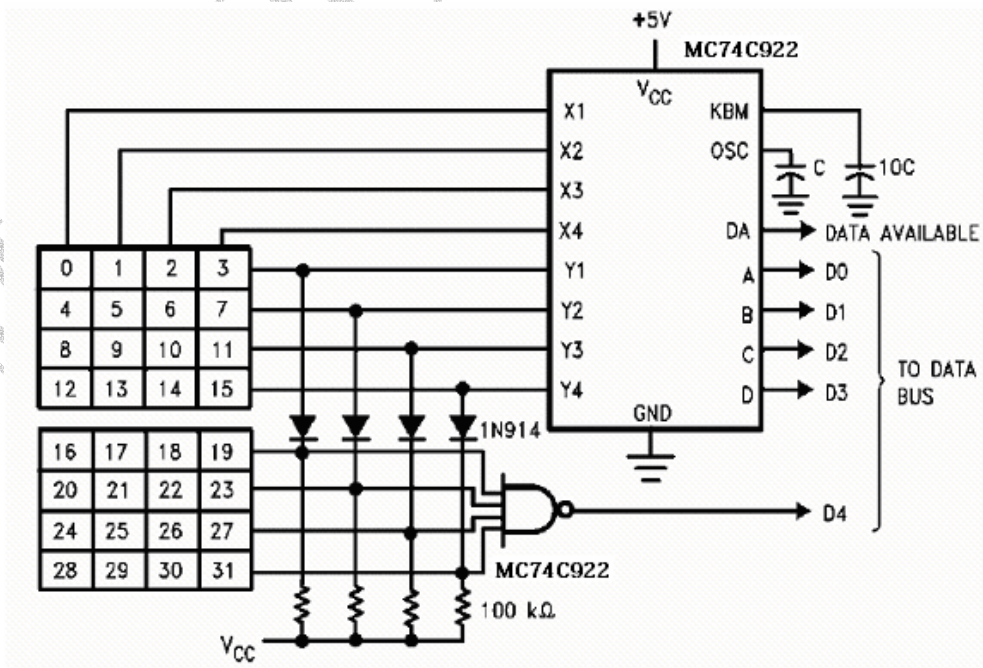 +5V
MC74C922
VCC
X1
KBM
X2
OSC
C
10C
X3
X4
DA
DATA AVAILABLE
0 1 2 3
Y1
A
D0
4 5 6 7
Y2
B
D1
8 9 10 11
Y3
C
D2
12 13 14 15
Y4
D
D3
TO DATA
BUS
GND
1N914
16 17 18 19
20 21 22 23
D4
24 25 26 27
28 29 30 31
MC74C922
100 kΩ
VCC